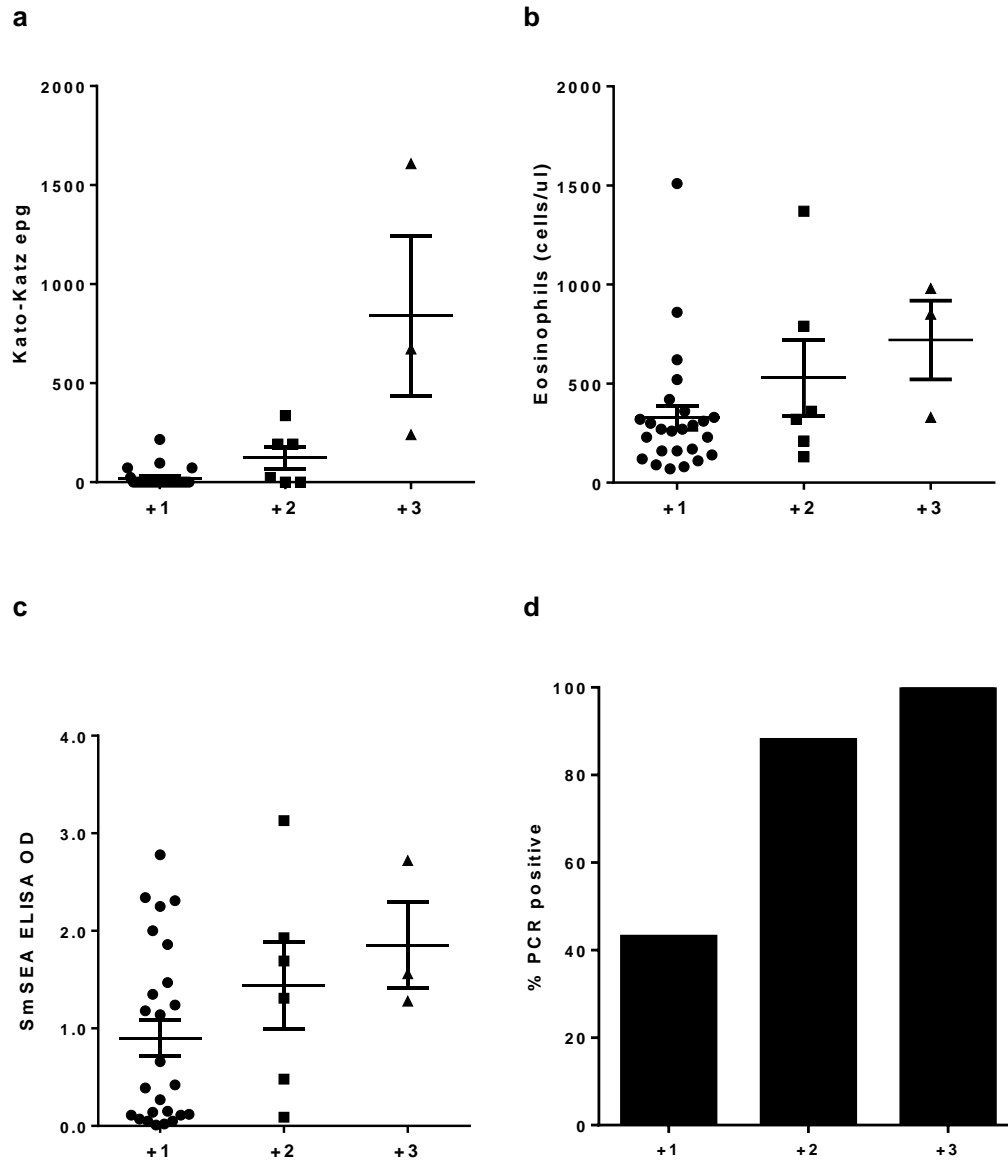 a
Kato-Katz epg
2000
1500
1000
500
0
+1 +2 +3
b
Eosinophils (cells/ul)
2000
1500
1000
500
0
+1 +2 +3
c
SmSEA ELISA OD
4.0
3.0
2.0
1.0
0.0
+1 +2 +3
d
% PCR positive
100
80
60
40
20
0
+1 +2 +3